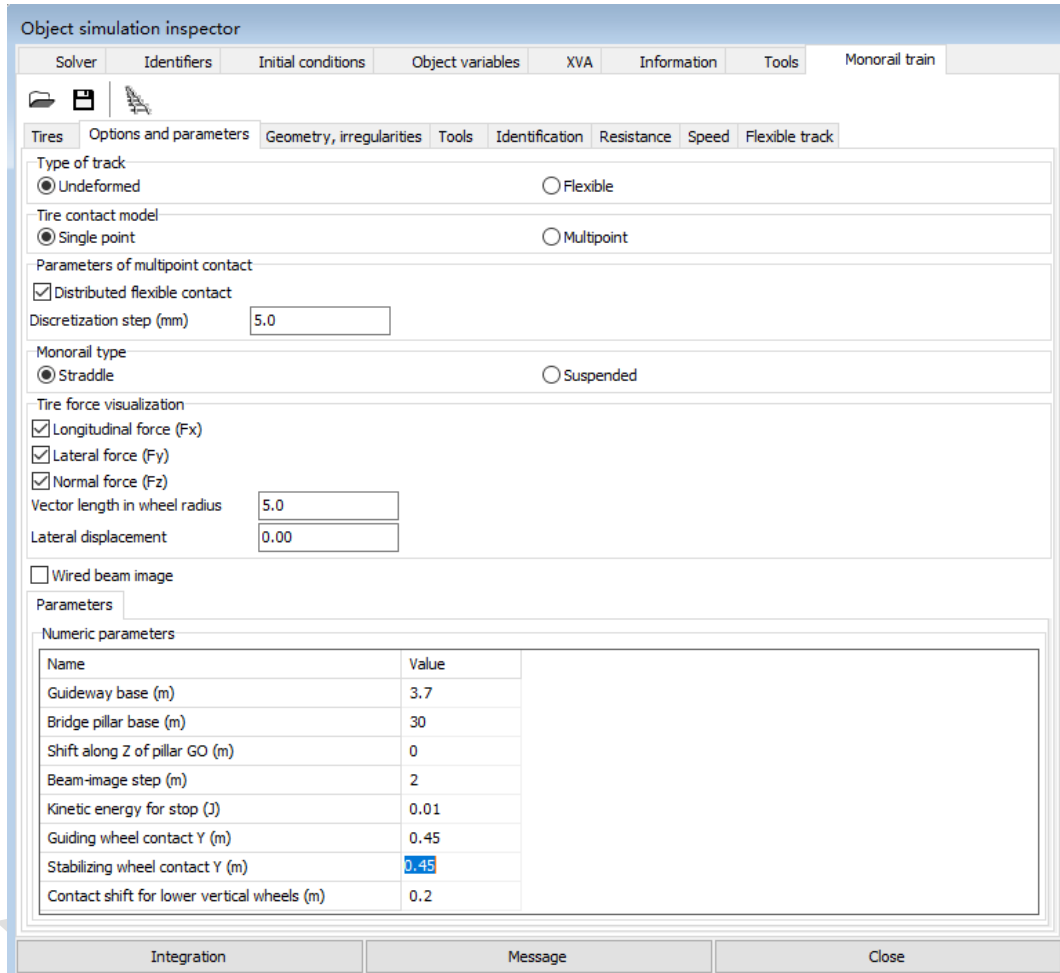 Object simulation inspector
Solver Identifiers Initial conditions Object variables XVA Information Tools Monorail train
Tires Options and parameters Geometry, irregularities Tools Identification Resistance Speed Flexible track
Type of track
Undeformed Flexible
Tire contact model
Single point Multipoint
Parameters of multipoint contact
Distributed flexible contact
Discretization step (mm) 5.0
Monorail type
Straddle Suspended
Tire force visualization
Longitudinal force (Fx)
Lateral force (Fy)
Normal force (Fz)
Vector length in wheel radius 5.0
Lateral displacement 0.00
Wired beam image
Parameters
Numeric parameters
Name Value
Guideway base (m) 3.7
Bridge pillar base (m) 30
Shift along Z of pillar GO (m) 0
Beam-image step (m) 2
Kinetic energy for stop (J) 0.01
Guiding wheel contact Y (m) 0.45
Stabilizing wheel contact Y (m) 0.45
Contact shift for lower vertical wheels (m) 0.2
Integration Message Close